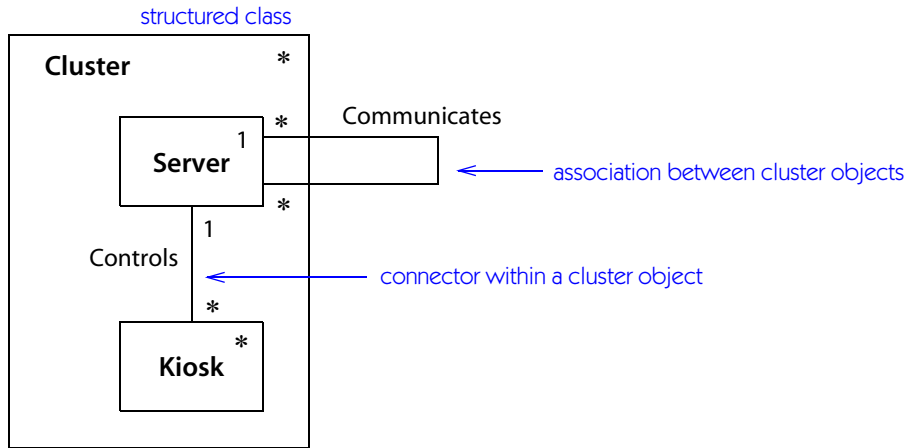 structured class
Cluster *
* Communicates
1
Server
association between cluster objects
*
1
Controls
connector within a cluster object
*
*
Kiosk